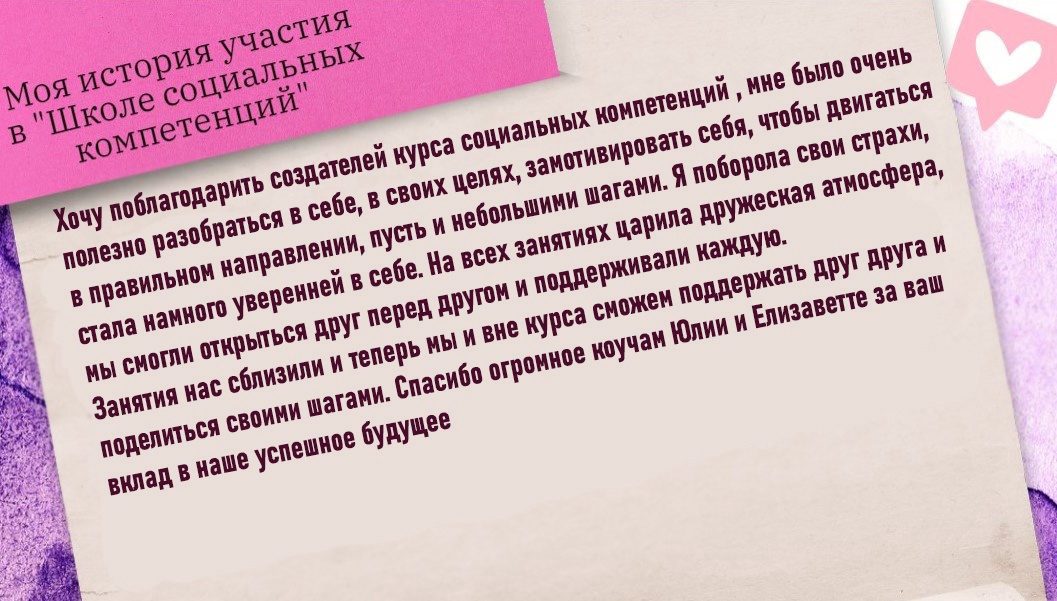 Моя история участия
в "Школе социальных
компетенций"
Хочу поблагодарить создателей курса социальных компетенций , мне было очень
полезно разобраться в себе, в своих целях, замотивировать себя, чтобы двигаться
в правильном направлении, пусть и небольшими шагами. Я поборола свои страхи,
стала намного уверенней в себе. На всех занятиях царила дружеская атмосфера,
мы смогли открыться друг перед другом и поддерживали каждую.
Занятия нас сблизили и теперь мы и вне курса сможем поддержать друг друга и
поделиться своими шагами. Спасибо огромное коучам Юлии и Елизаветте за ваш
вклад в наше успешное будущее